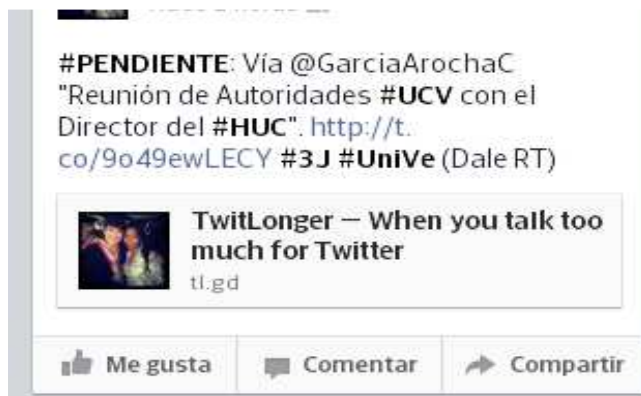 #PENDIENTE: Vía @GarciaArochaC
"Reunión de Autoridades #UCV con el
Director del #HUC". http://t.
co/9o49ewLECY #3J #UniVe (Dale RT)
TwitLonger — When you talk too
much for Twitter
tl.gd
Me gusta
Comentar
Compartir